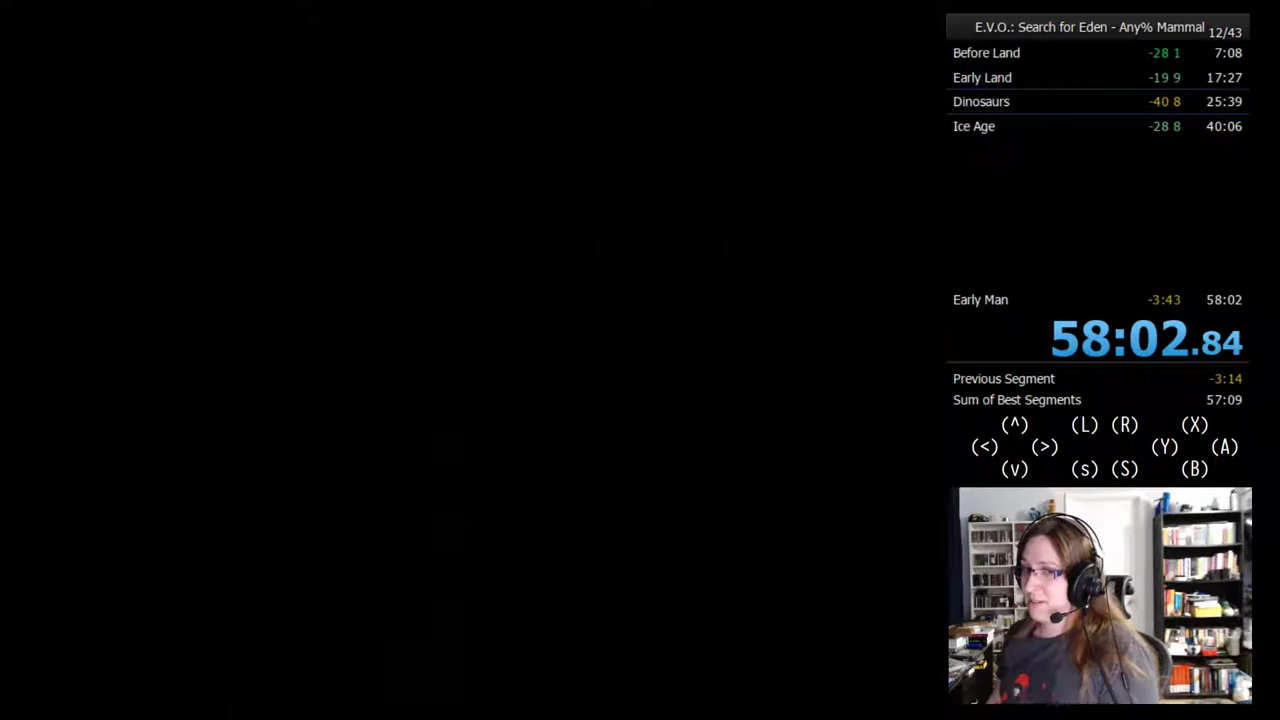 E.V.O.: Search for Eden - Any% Mammal 12/43
Before Land -28 1 7:08
Early Land -19 9 17:27
Dinosaurs -40 8 25:39
Ice Age -28 8 40:06
Early Man -3:43 58:02
58:02.84
Previous Segment -3:14
Sum of Best Segments 57:09
(^) (L) (R) (X)
(<) (>) (Y) (A)
(v) (s) (S) (B)